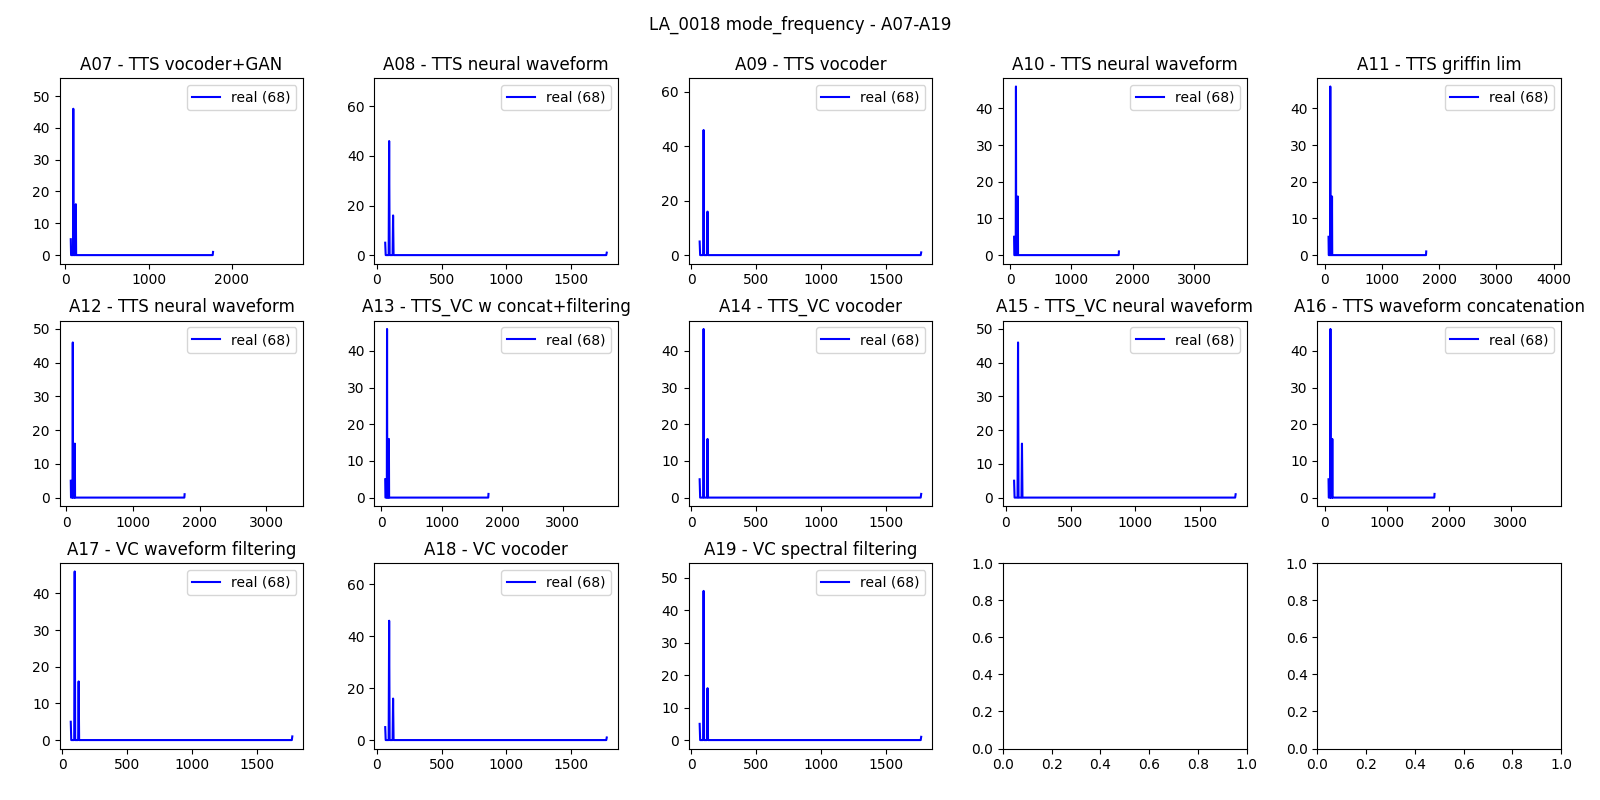 LA_0018 mode_frequency - A07-A19
A07 - TTS vocoder+GAN
real (68)
50
40
30
20
10
0
0 1000 2000
A08 - TTS neural waveform
real (68)
60
40
20
0
0 500 1000 1500
A09 - TTS vocoder
real (68)
60
40
20
0
0 500 1000 1500
A10 - TTS neural waveform
real (68)
40
30
20
10
0
0 1000 2000 3000
A11 - TTS griffin lim
real (68)
40
30
20
10
0
0 1000 2000 3000 4000
A12 - TTS neural waveform
real (68)
50
40
30
20
10
0
0 1000 2000 3000
A13 - TTS_VC w concat+filtering
real (68)
40
30
20
10
0
0 1000 2000 3000
A14 - TTS_VC vocoder
real (68)
40
30
20
10
0
0 500 1000 1500
A15 - TTS_VC neural waveform
real (68)
50
40
30
20
10
0
0 500 1000 1500
A16 - TTS waveform concatenation
real (68)
40
30
20
10
0
0 1000 2000 3000
A17 - VC waveform filtering
real (68)
40
30
20
10
0
0 500 1000 1500
A18 - VC vocoder
real (68)
60
40
20
0
0 500 1000 1500
A19 - VC spectral filtering
real (68)
50
40
30
20
10
0
0 500 1000 1500
1.0
0.8
0.6
0.4
0.2
0.0
0.0 0.2 0.4 0.6 0.8 1.0
1.0
0.8
0.6
0.4
0.2
0.0
0.0 0.2 0.4 0.6 0.8 1.0